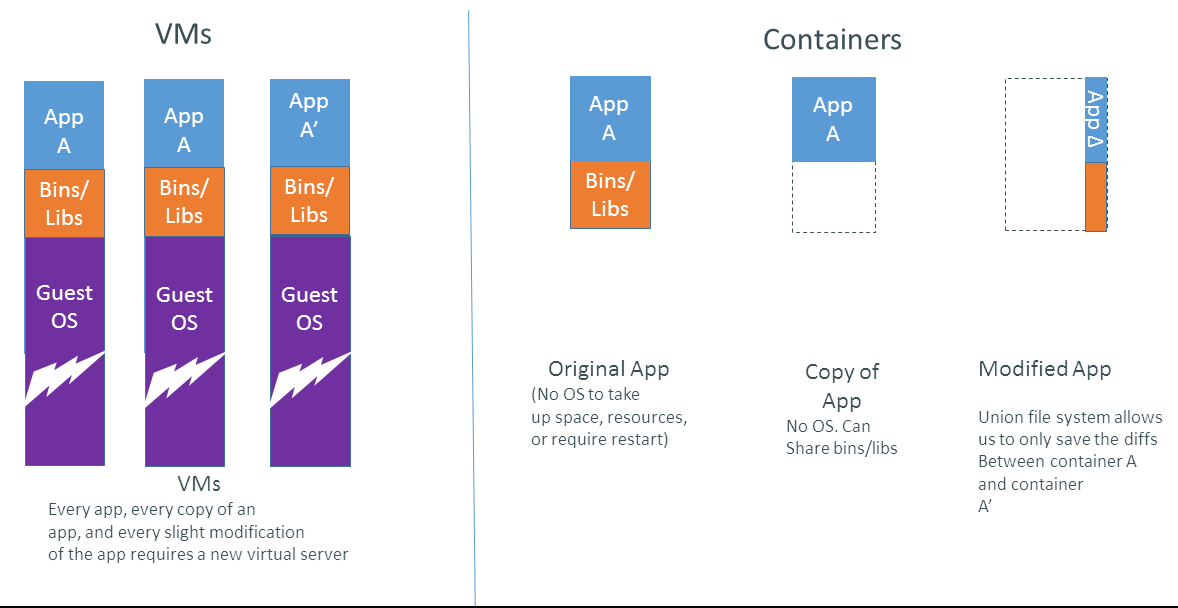 VMs
App
A
Bins/
Libs
Guest
OS
App
A
Bins/
Libs
Guest
OS
App
A’
Bins/
Libs
Guest
OS
VMs
Every app, every copy of an
app, and every slight modification
of the app requires a new virtual server
Containers
App
A
Bins/
Libs
Original App
(No OS to take
up space, resources,
or require restart)
App
A
Copy of
App
No OS. Can
Share bins/libs
App Δ
Modified App
Union file system allows
us to only save the diffs
Between container A
and container
A’